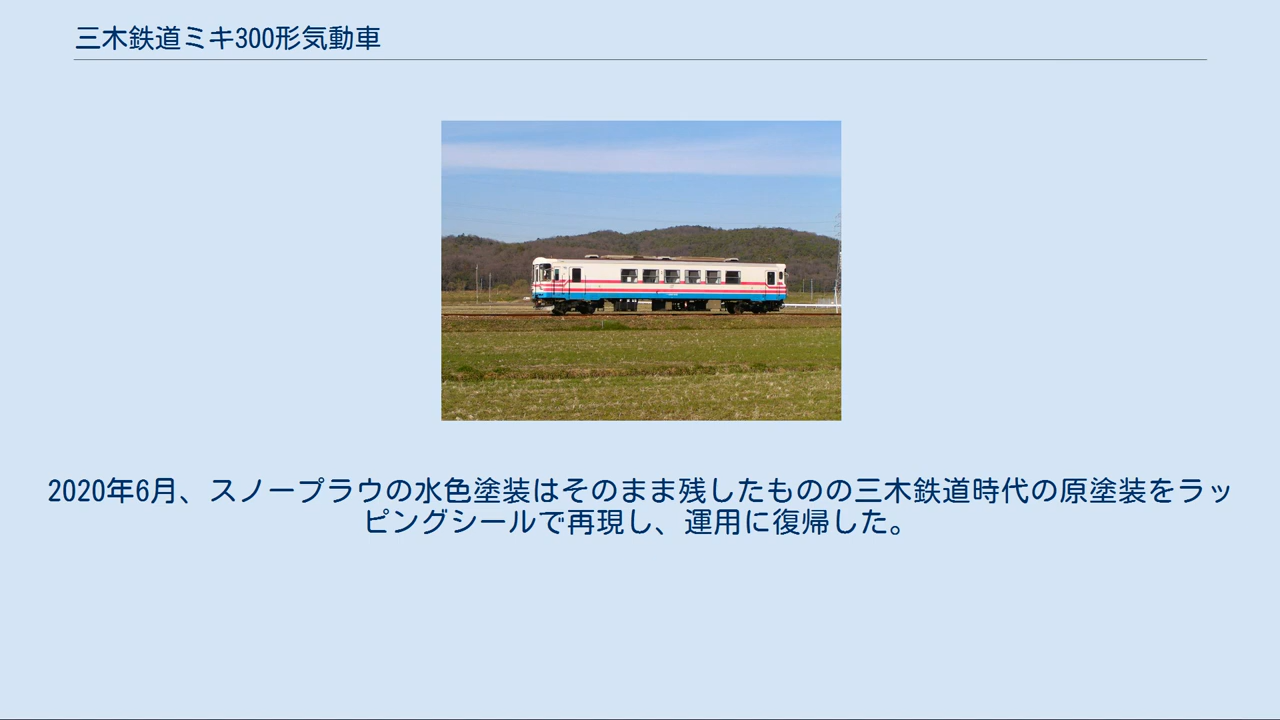 三木鉄道ミキ300形気動車
2020年6月、スノープラウの水色塗装はそのまま残したものの三木鉄道時代の原塗装をラッ
ピングシールで再現し、運用に復帰した。